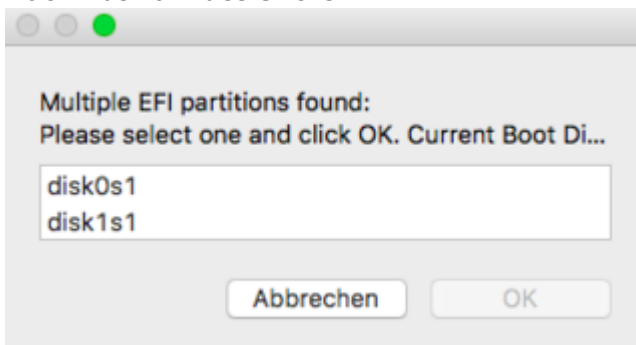 Multiple EFI partitions found:
Please select one and click OK. Current Boot Di...
disk0s1
disk1s1
Abbrechen OK